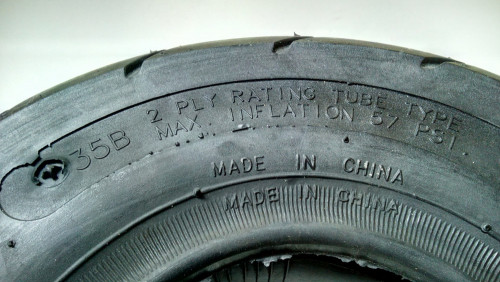 35B 2 PLY RATING TUBE TYPE
MAX. INFLATION 57 PSI
MADE IN CHINA
MADE IN CHINA